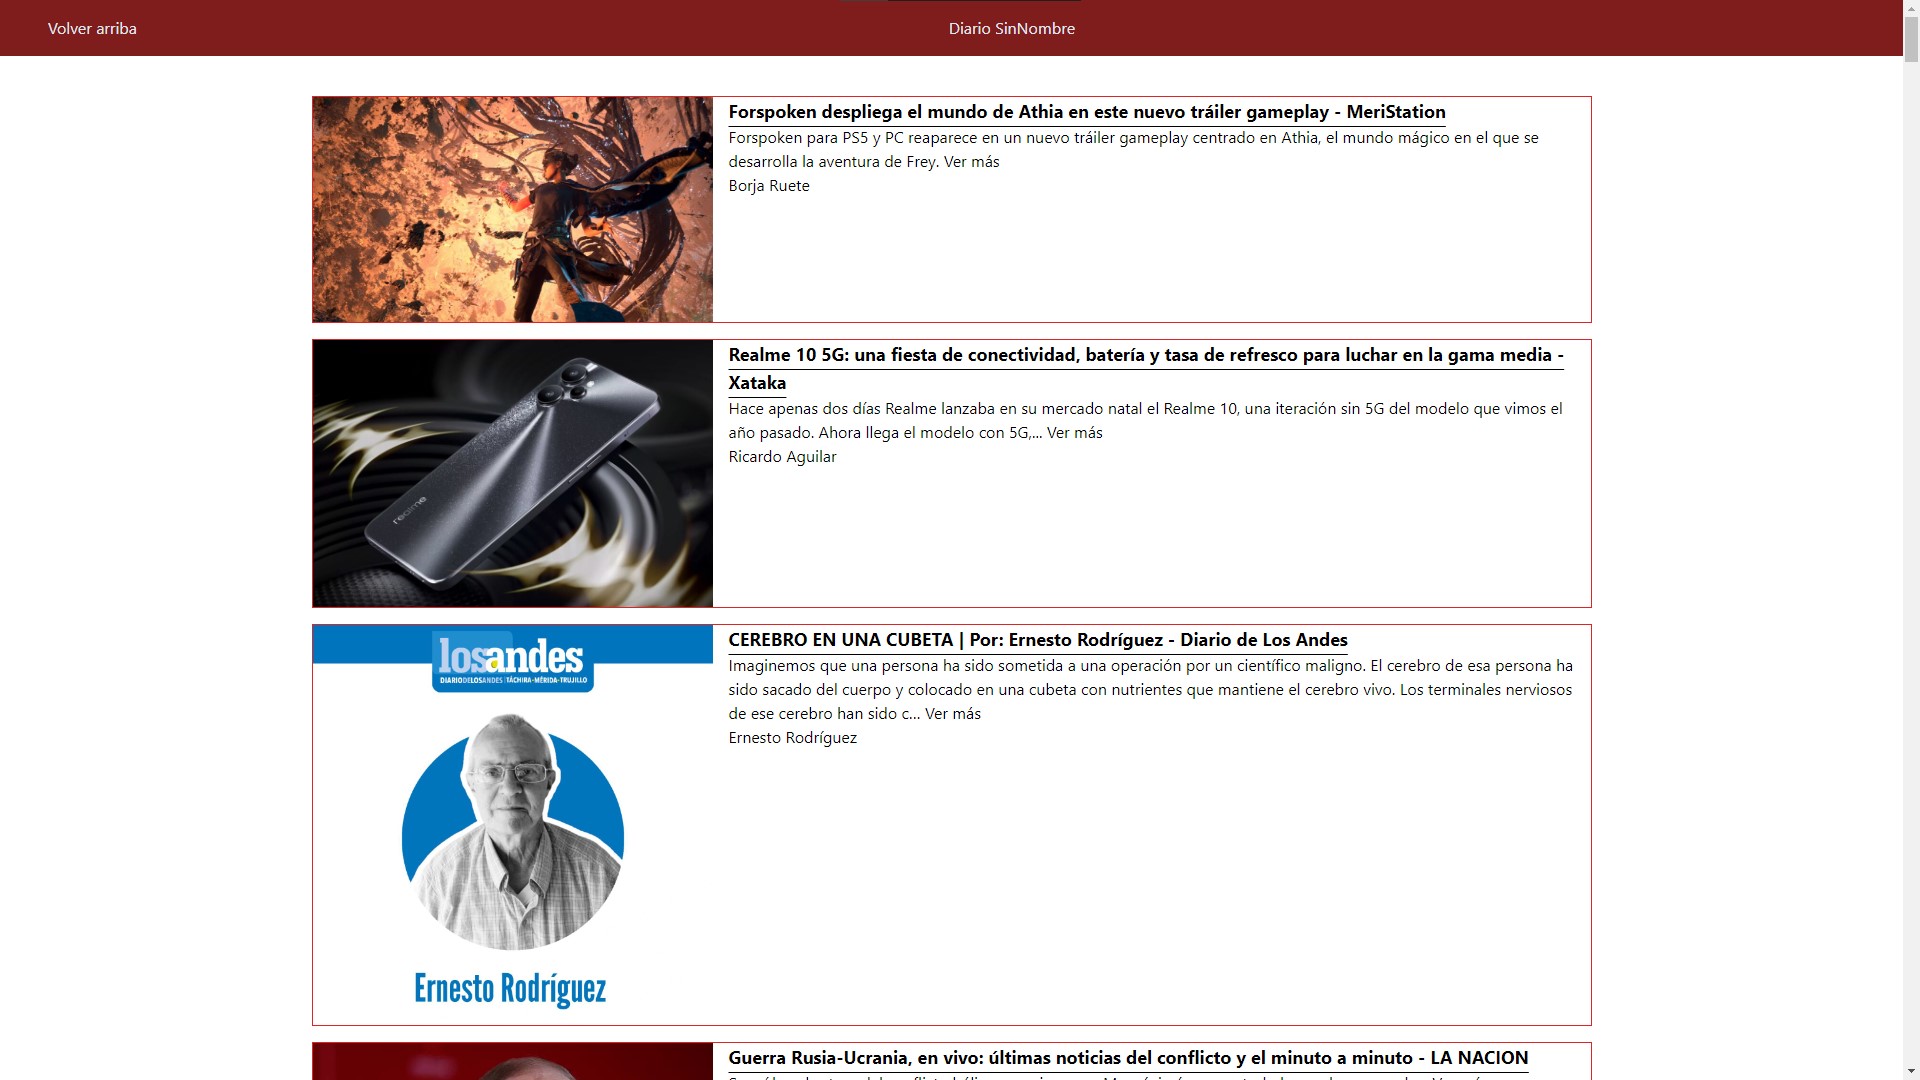 Volver arriba
Diario SinNombre
Forspoken despliega el mundo de Athia en este nuevo tráiler gameplay - MeriStation
Forspoken para PS5 y PC reaparece en un nuevo tráiler gameplay centrado en Athia, el mundo mágico en el que se
desarrolla la aventura de Frey. Ver más
Borja Ruete
realme
Realme 10 5G: una fiesta de conectividad, batería y tasa de refresco para luchar en la gama media -
Xataka
Hace apenas dos días Realme lanzaba en su mercado natal el Realme 10, una iteración sin 5G del modelo que vimos el
año pasado. Ahora llega el modelo con 5G,... Ver más
Ricardo Aguilar
losandes
DIARIODELOSANDES | TÁCHIRA-MÉRIDA-TRUJILLO
Ernesto Rodríguez
CEREBRO EN UNA CUBETA | Por: Ernesto Rodríguez - Diario de Los Andes
Imaginemos que una persona ha sido sometida a una operación por un científico maligno. El cerebro de esa persona ha
sido sacado del cuerpo y colocado en una cubeta con nutrientes que mantiene el cerebro vivo. Los terminales nerviosos
de ese cerebro han sido c... Ver más
Ernesto Rodríguez
Guerra Rusia-Ucrania, en vivo: últimas noticias del conflicto y el minuto a minuto - LA NACION